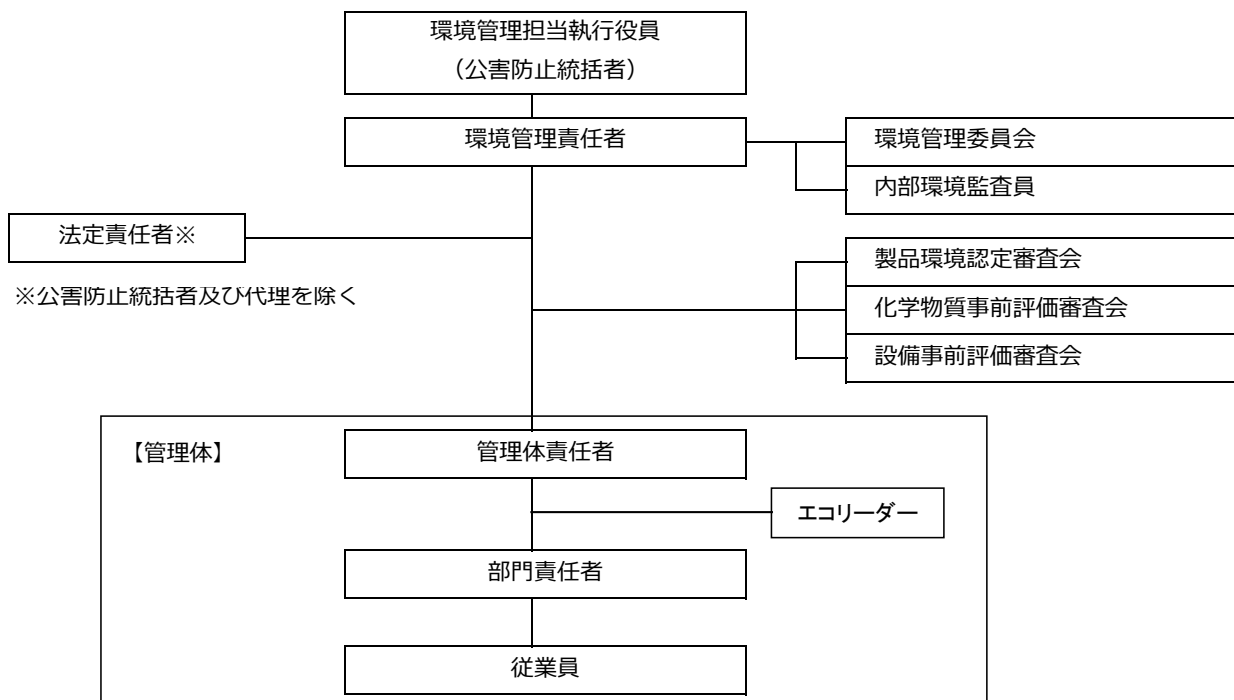 環境管理担当執行役員
（公害防止統括者）
環境管理責任者
環境管理委員会
内部環境監査員
法定責任者※
※公害防止統括者及び代理を除く
製品環境認定審査会
化学物質事前評価審査会
設備事前評価審査会
【管理体】
管理体責任者
エコリーダー
部門責任者
従業員